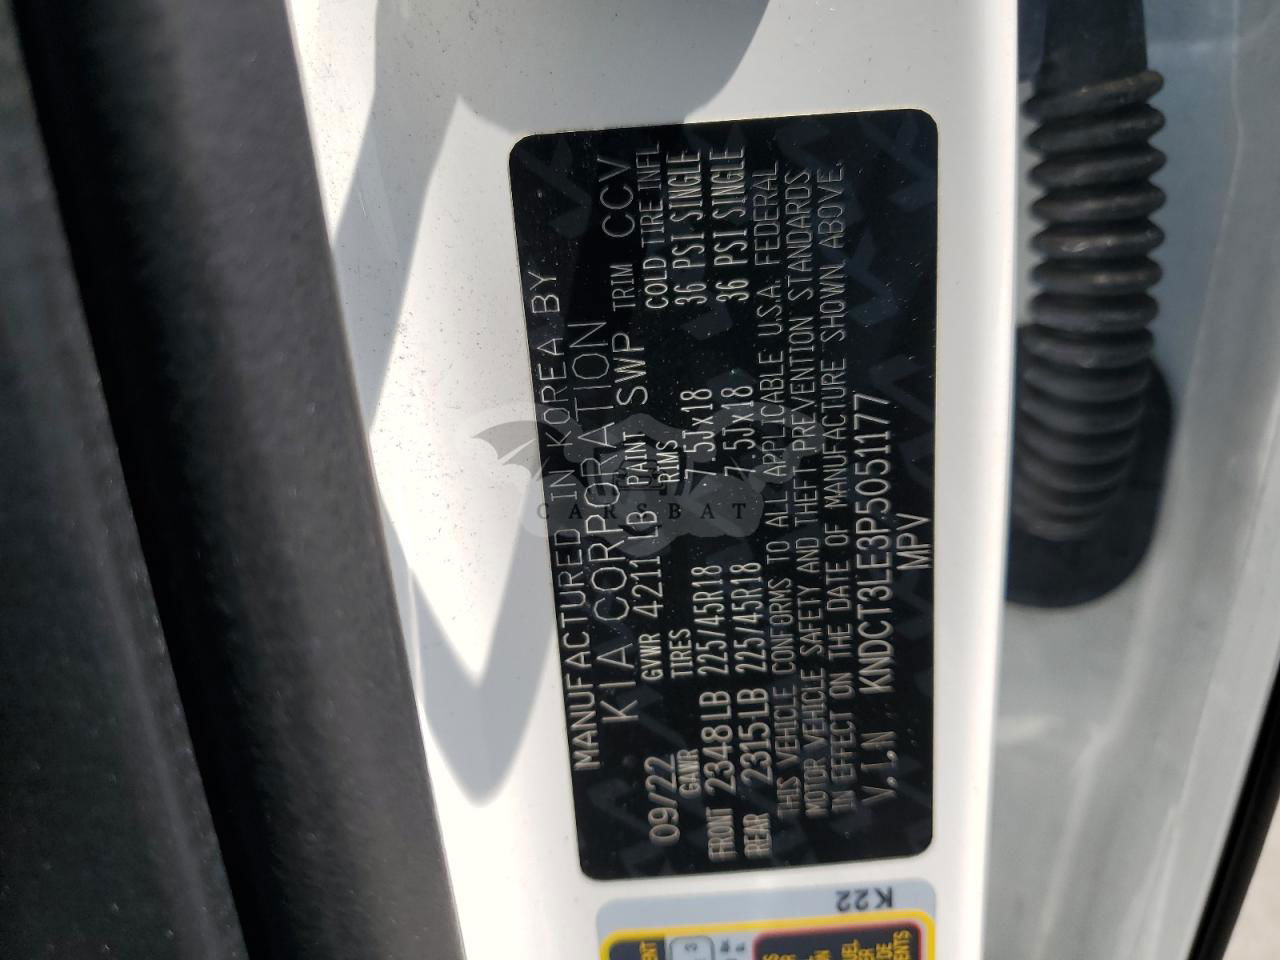 MANUFACTURED IN KOREA BY
KIA CORPORATION
09/22 GVWR 4211 LB PAINT SWP TRIM CCV
GAWR TIRES RIMS COLD TIRE INFL
FRONT 2348LB 225/45R18 7.5Jx18 36 PSI SINGLE
REAR 2315LB 225/45R18 7.5Jx18 36 PSI SINGLE
THIS VEHICLE CONFORMS TO ALL APPLICABLE U.S.A. FEDERAL
MOTOR VEHICLE SAFETY AND THEFT PREVENTION STANDARDS
IN EFFECT ON THE DATE OF MANUFACTURE SHOWN ABOVE.
V.I.N KNDCT3LE3P5051177
MPV
CARSBAT
K22